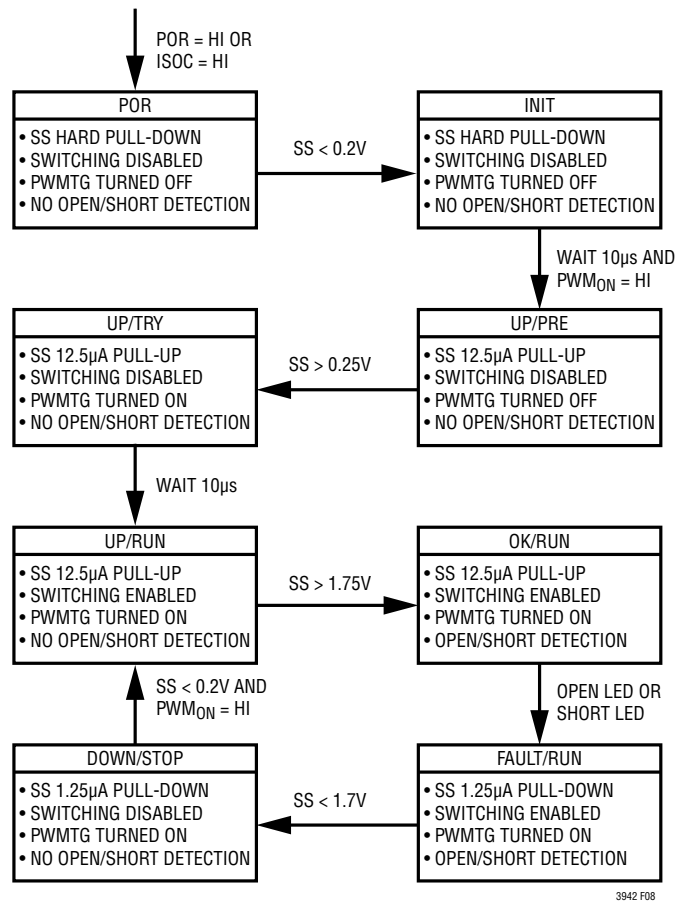 POR = HI OR
ISOC = HI
POR
• SS HARD PULL-DOWN
• SWITCHING DISABLED
• PWMTG TURNED OFF
• NO OPEN/SHORT DETECTION
SS < 0.2V
INIT
• SS HARD PULL-DOWN
• SWITCHING DISABLED
• PWMTG TURNED OFF
• NO OPEN/SHORT DETECTION
WAIT 10µs AND
PWMON = HI
UP/PRE
• SS 12.5µA PULL-UP
• SWITCHING DISABLED
• PWMTG TURNED OFF
• NO OPEN/SHORT DETECTION
SS > 0.25V
UP/TRY
• SS 12.5µA PULL-UP
• SWITCHING DISABLED
• PWMTG TURNED ON
• NO OPEN/SHORT DETECTION
WAIT 10µs
UP/RUN
• SS 12.5µA PULL-UP
• SWITCHING ENABLED
• PWMTG TURNED ON
• NO OPEN/SHORT DETECTION
SS > 1.75V
OK/RUN
• SS 12.5µA PULL-UP
• SWITCHING ENABLED
• PWMTG TURNED ON
• OPEN/SHORT DETECTION
OPEN LED OR
SHORT LED
FAULT/RUN
• SS 1.25µA PULL-DOWN
• SWITCHING ENABLED
• PWMTG TURNED ON
• OPEN/SHORT DETECTION
SS < 1.7V
DOWN/STOP
• SS 1.25µA PULL-DOWN
• SWITCHING DISABLED
• PWMTG TURNED ON
• NO OPEN/SHORT DETECTION
SS < 0.2V AND
PWMON = HI
3942 F08